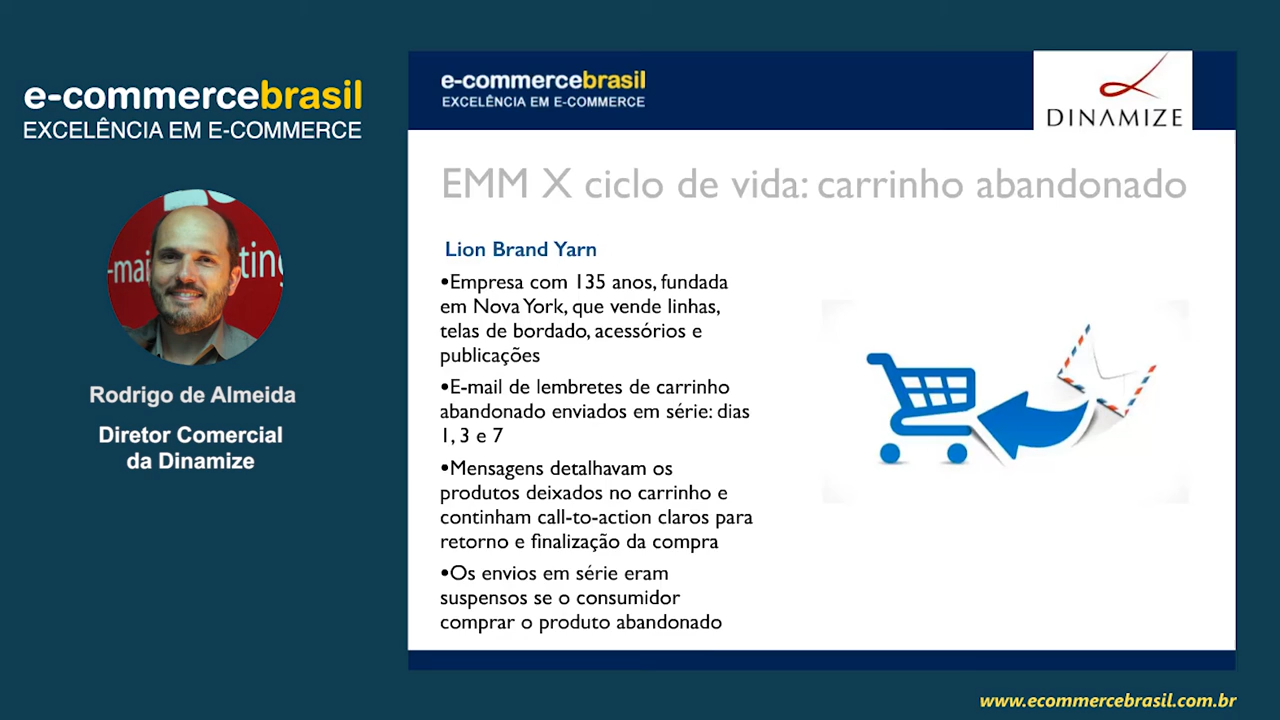 e-commercebrasil
EXCELÊNCIA EM E-COMMERCE
-mai
ting
Rodrigo de Almeida
Diretor Comercial
da Dinamize
e-commercebrasil
EXCELÊNCIA EM E-COMMERCE
DINAMIZE
EMM X ciclo de vida: carrinho abandonado
Lion Brand Yarn
•Empresa com 135 anos, fundada
em Nova York, que vende linhas,
telas de bordado, acessórios e
publicações
•E-mail de lembretes de carrinho
abandonado enviados em série: dias
1, 3 e 7
•Mensagens detalhavam os
produtos deixados no carrinho e
continham call-to-action claros para
retorno e finalização da compra
•Os envios em série eram
suspensos se o consumidor
comprar o produto abandonado
www.ecommercebrasil.com.br